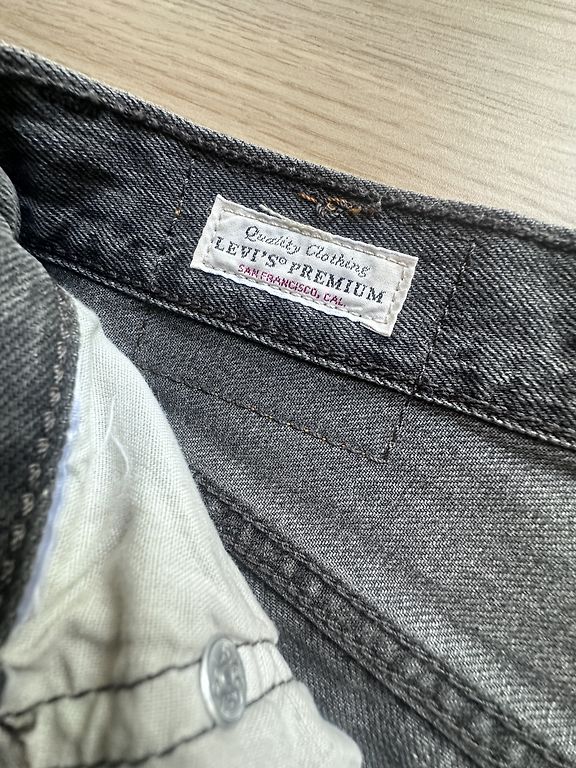 Quality Clothing
LEVI'S® PREMIUM
SAN FRANCISCO, CAL.